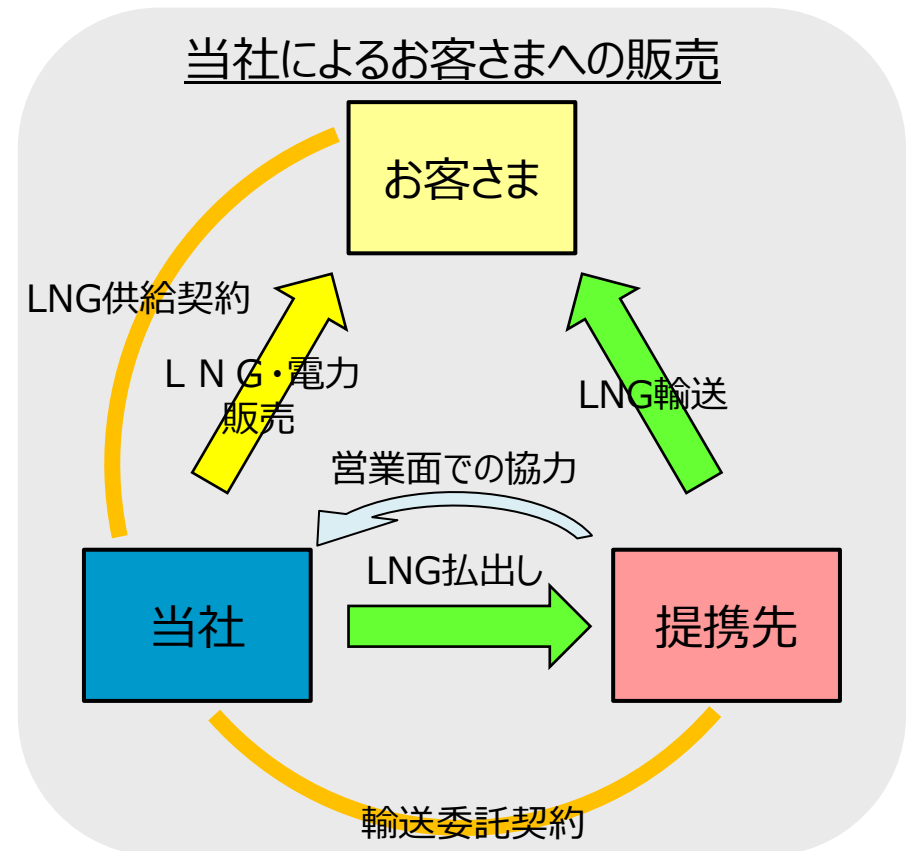 当社によるお客さまへの販売
お客さま
LNG供給契約
ＬＮＧ・電力
販売
LNG輸送
営業面での協力
LNG払出し
当社
提携先
輸送委託契約